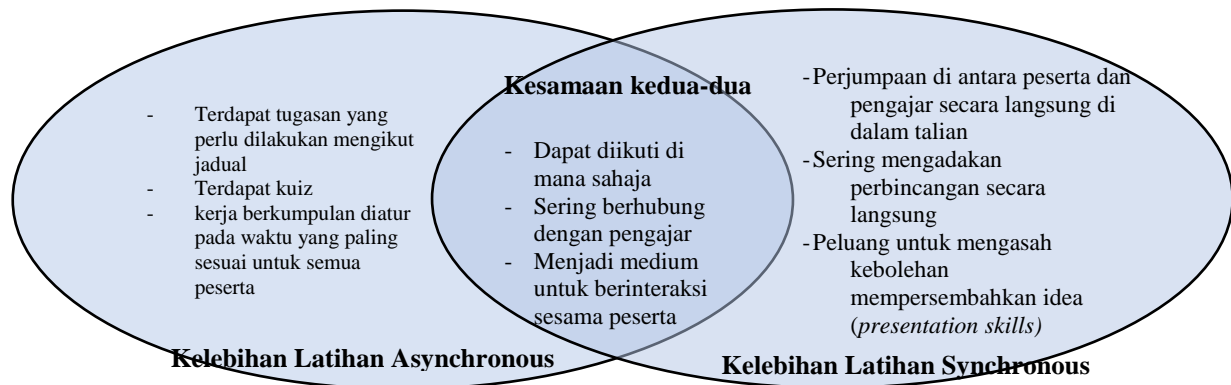 - Terdapat tugasan yang
perlu dilakukan mengikut
jadual
- Terdapat kuiz
- kerja berkumpulan diatur
pada waktu yang paling
sesuai untuk semua
peserta
Kelebihan Latihan Asynchronous
Kesamaan kedua-dua
- Dapat diikuti di
mana sahaja
- Sering berhubung
dengan pengajar
- Menjadi medium
untuk berinteraksi
sesama peserta
-Perjumpaan di antara peserta dan
pengajar secara langsung di
dalam talian
-Sering mengadakan
perbincangan secara
langsung
-Peluang untuk mengasah
kebolehan
mempersembahkan idea
(presentation skills)
Kelebihan Latihan Synchronous